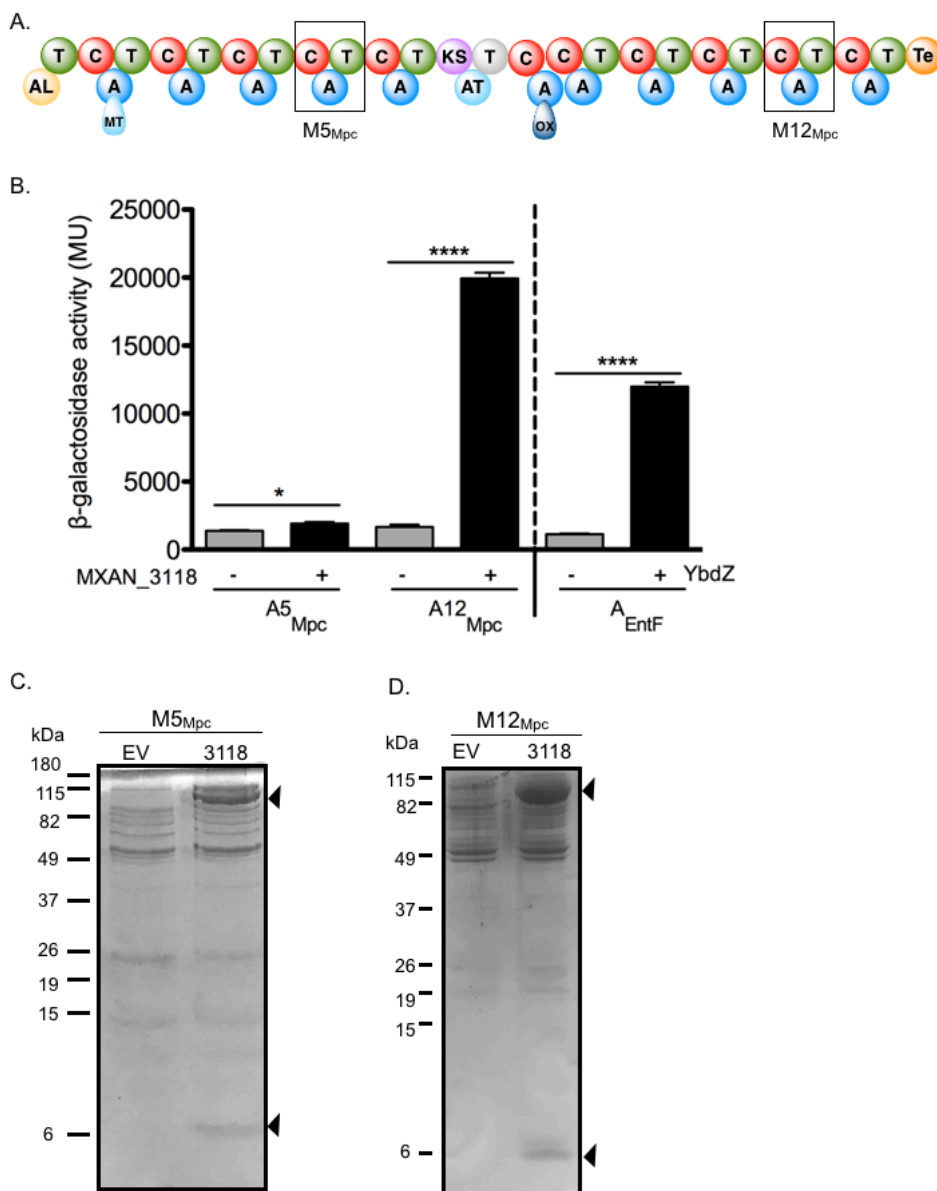 A.
T C T C T C T C T C T KS T C C T C T C T C T C T Te
AL A A A A A AT A A A A A A
MT OX
M5Mpc M12Mpc
B.
β-galactosidase activity (MU)
25000
20000
15000
10000
5000
0
* **** ****
MXAN_3118 - + - + - + YbdZ
A5Mpc A12Mpc AEntF
C.
M5Mpc
kDa EV 3118
180
115
82
49
37
26
19
15
6
D.
M12Mpc
kDa EV 3118
115
82
49
37
26
19
15
6